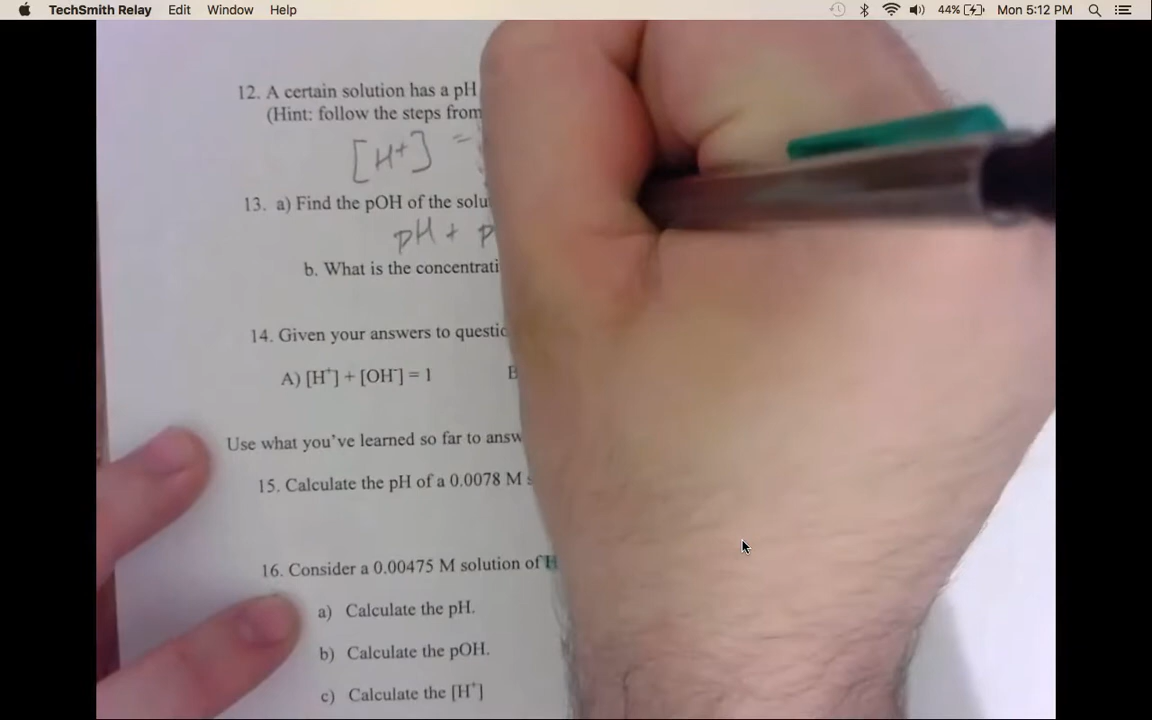 TechSmith Relay Edit Window Help 44% Mon 5:12 PM
12. A certain solution has a pH
(Hint: follow the steps from
[H+] =
13. a) Find the pOH of the solu
pH + p
b. What is the concentrati
14. Given your answers to questio
A) [H⁺] + [OH⁻] = 1
Use what you've learned so far to answ
15. Calculate the pH of a 0.0078 M s
16. Consider a 0.00475 M solution of H
a) Calculate the pH.
b) Calculate the pOH.
c) Calculate the [H⁺]